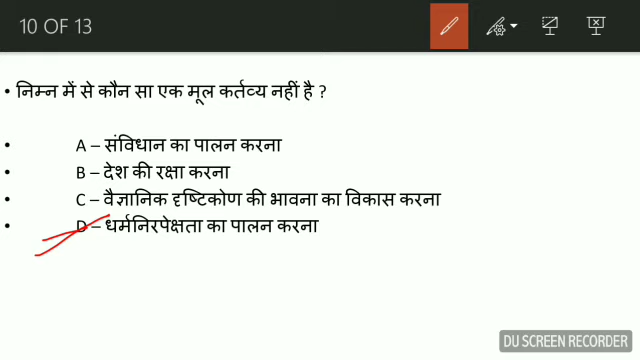 10 OF 13
• निम्न में से कौन सा एक मूल कर्तव्य नहीं है ?
• A – संविधान का पालन करना
• B – देश की रक्षा करना
• C – वैज्ञानिक दृष्टिकोण की भावना का विकास करना
• D – धर्मनिरपेक्षता का पालन करना
DU SCREEN RECORDER